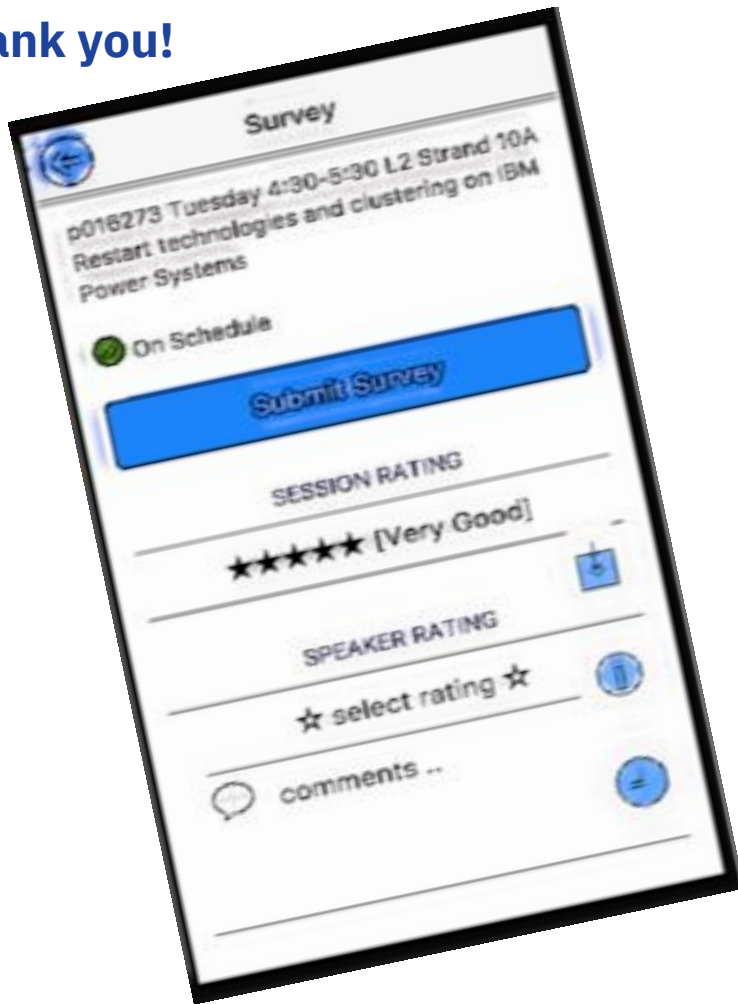 ank you!
Survey
p016273 Tuesday 4:30-5:30 L2 Strand 10A
Restart technologies and clustering on IBM
Power Systems
On Schedule
Submit Survey
SESSION RATING
★★★★★ [Very Good]
SPEAKER RATING
☆ select rating ☆
comments ..